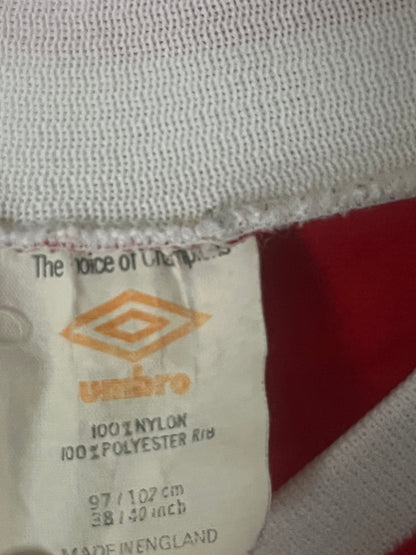 The Choice of Champions
umbro
100% NYLON
100% POLYESTER RIB
97 / 102 cm
38 / 40 inch
MADE IN ENGLAND